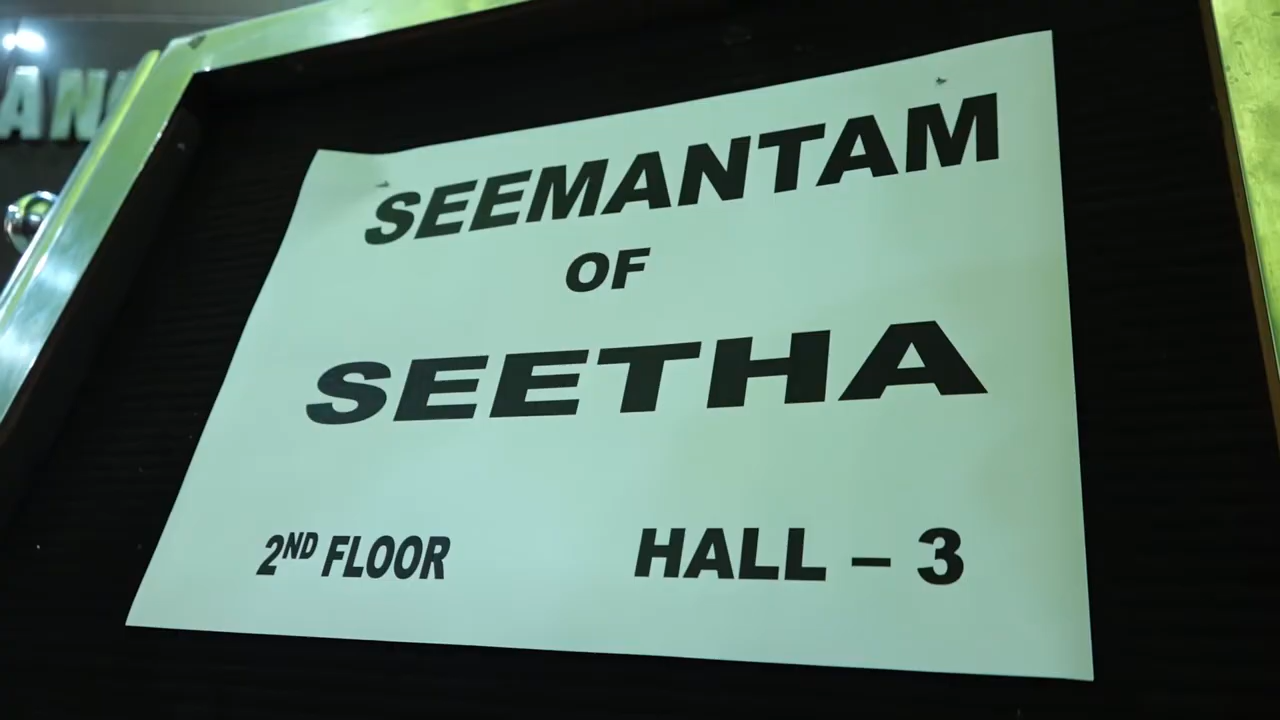 SEEMANTAM
OF
SEETHA
2ND FLOOR HALL – 3